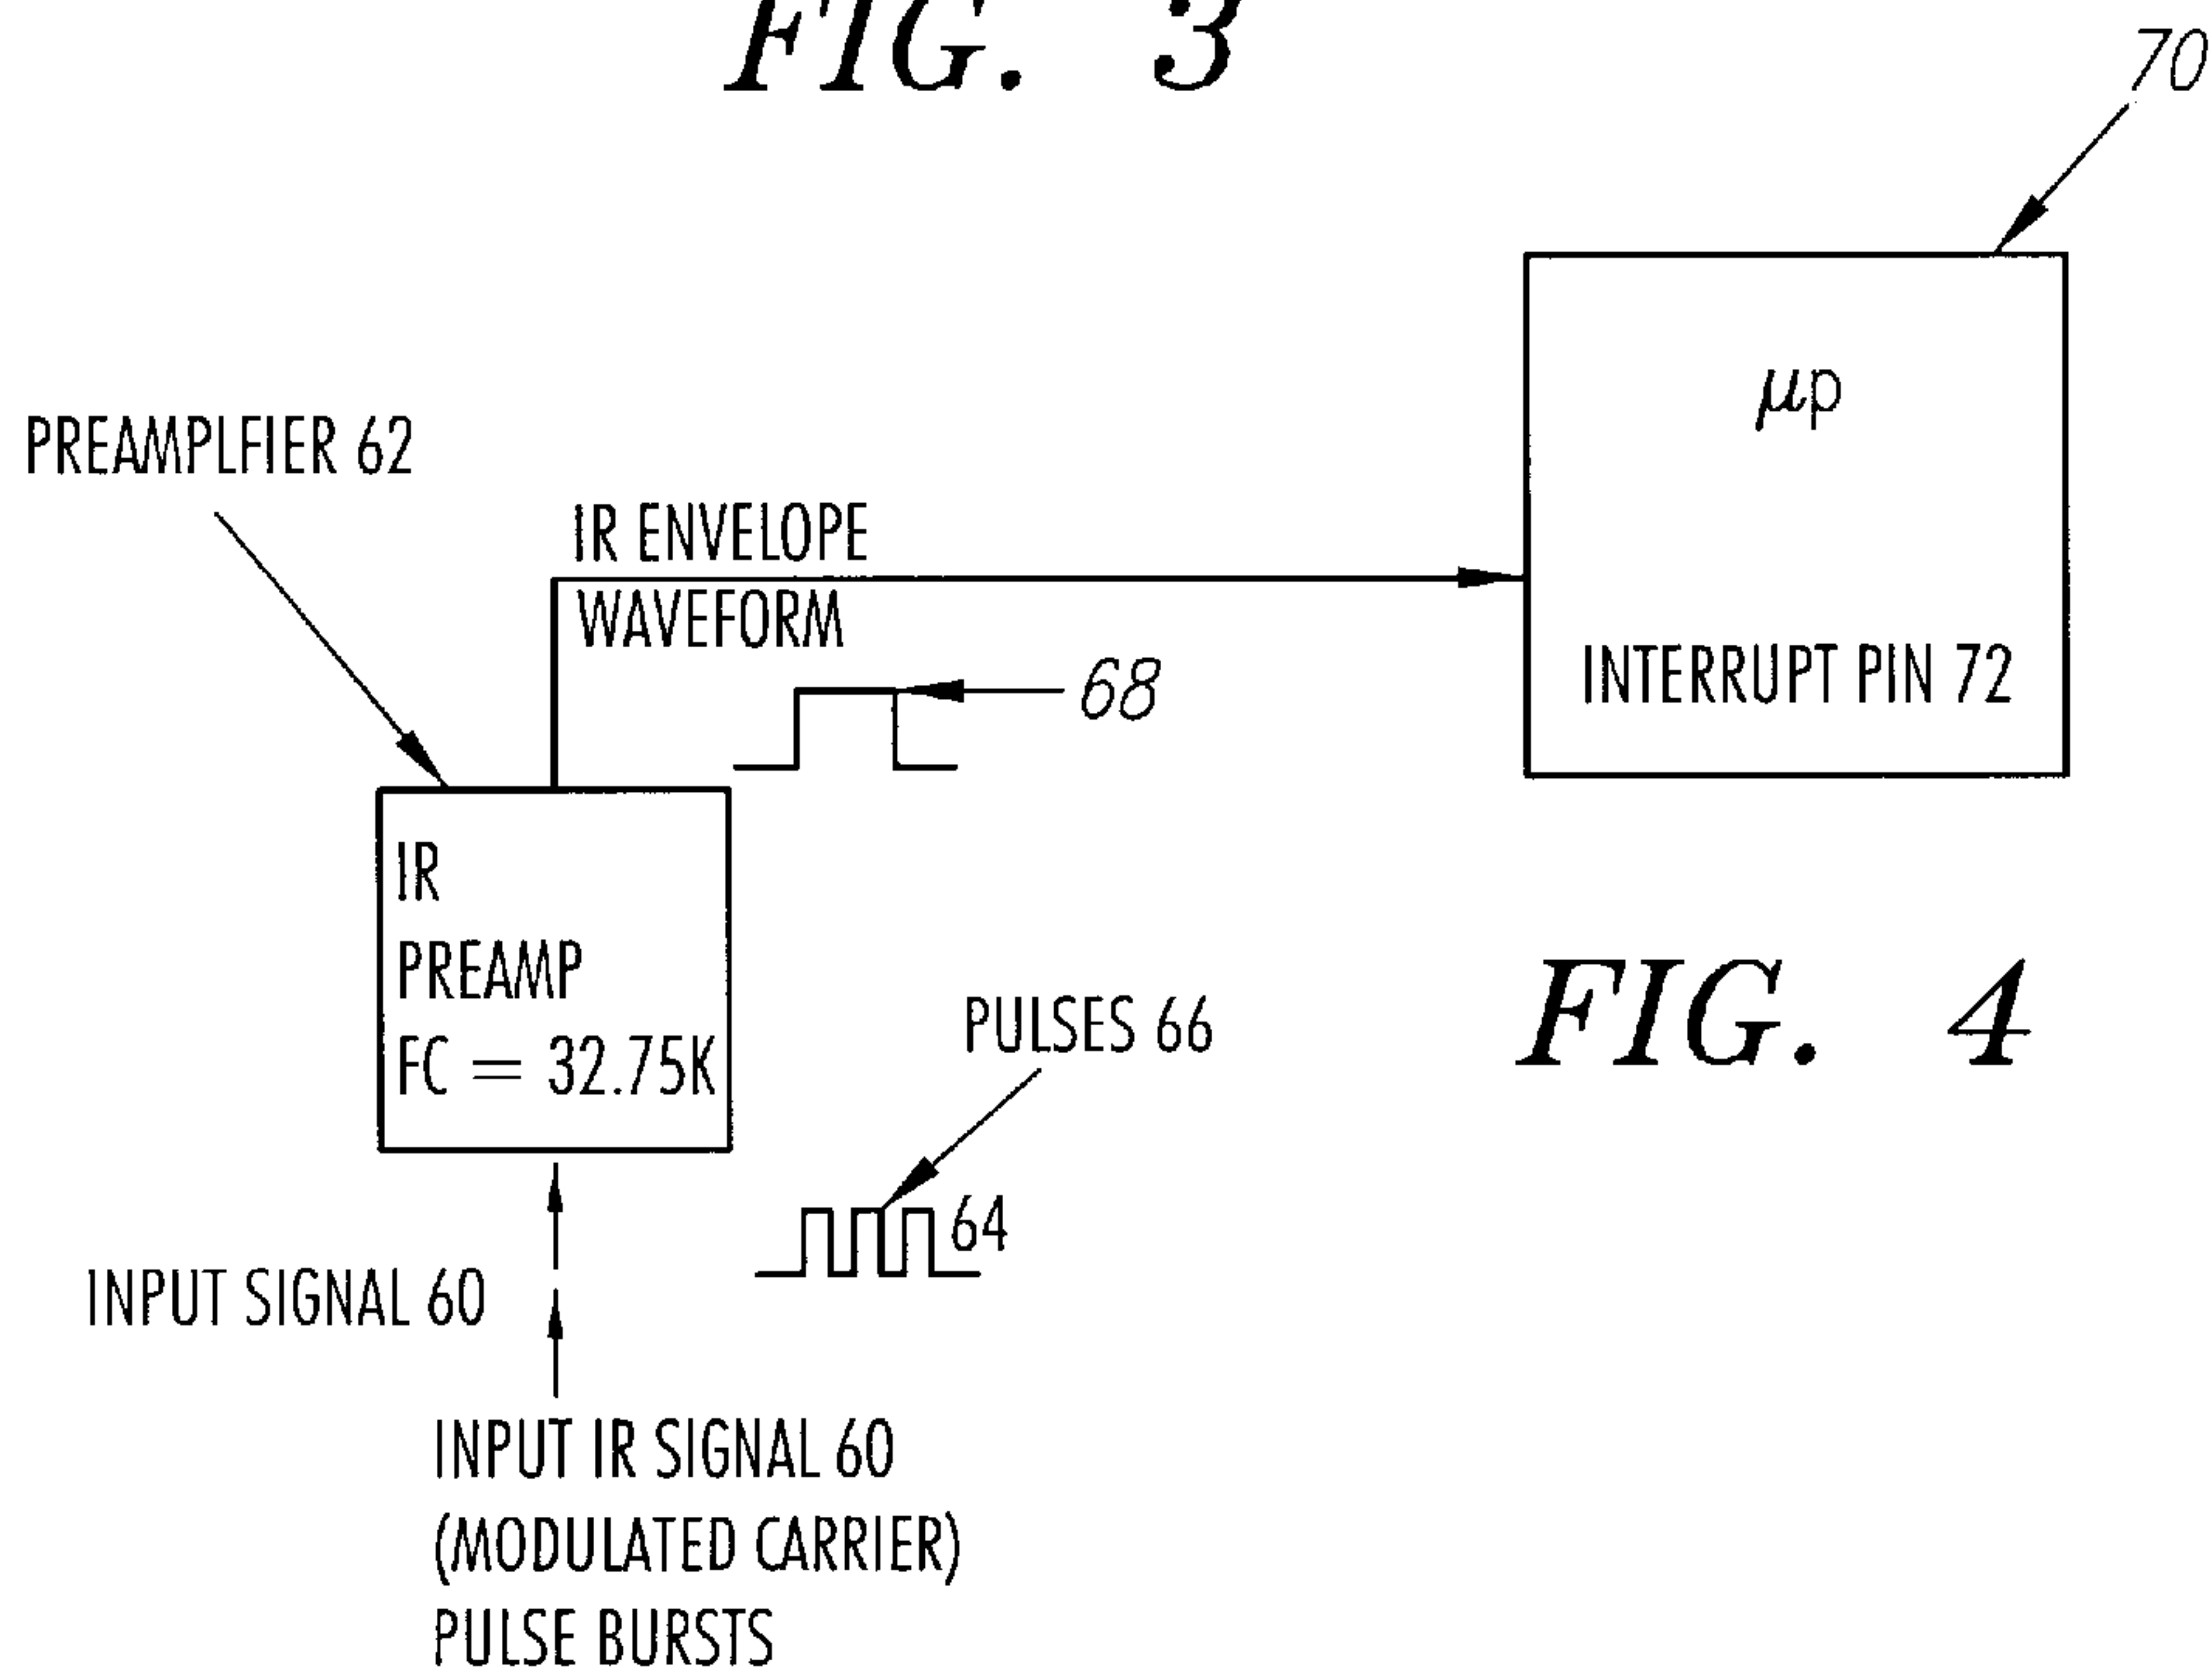 FIG. 3
70
μp
PREAMPLFIER 62
IR ENVELOPE
WAVEFORM
68
INTERRUPT PIN 72
IR
PREAMP
FC = 32.75K
PULSES 66
FIG. 4
64
INPUT SIGNAL 60
INPUT IR SIGNAL 60
(MODULATED CARRIER)
PULSE BURSTS